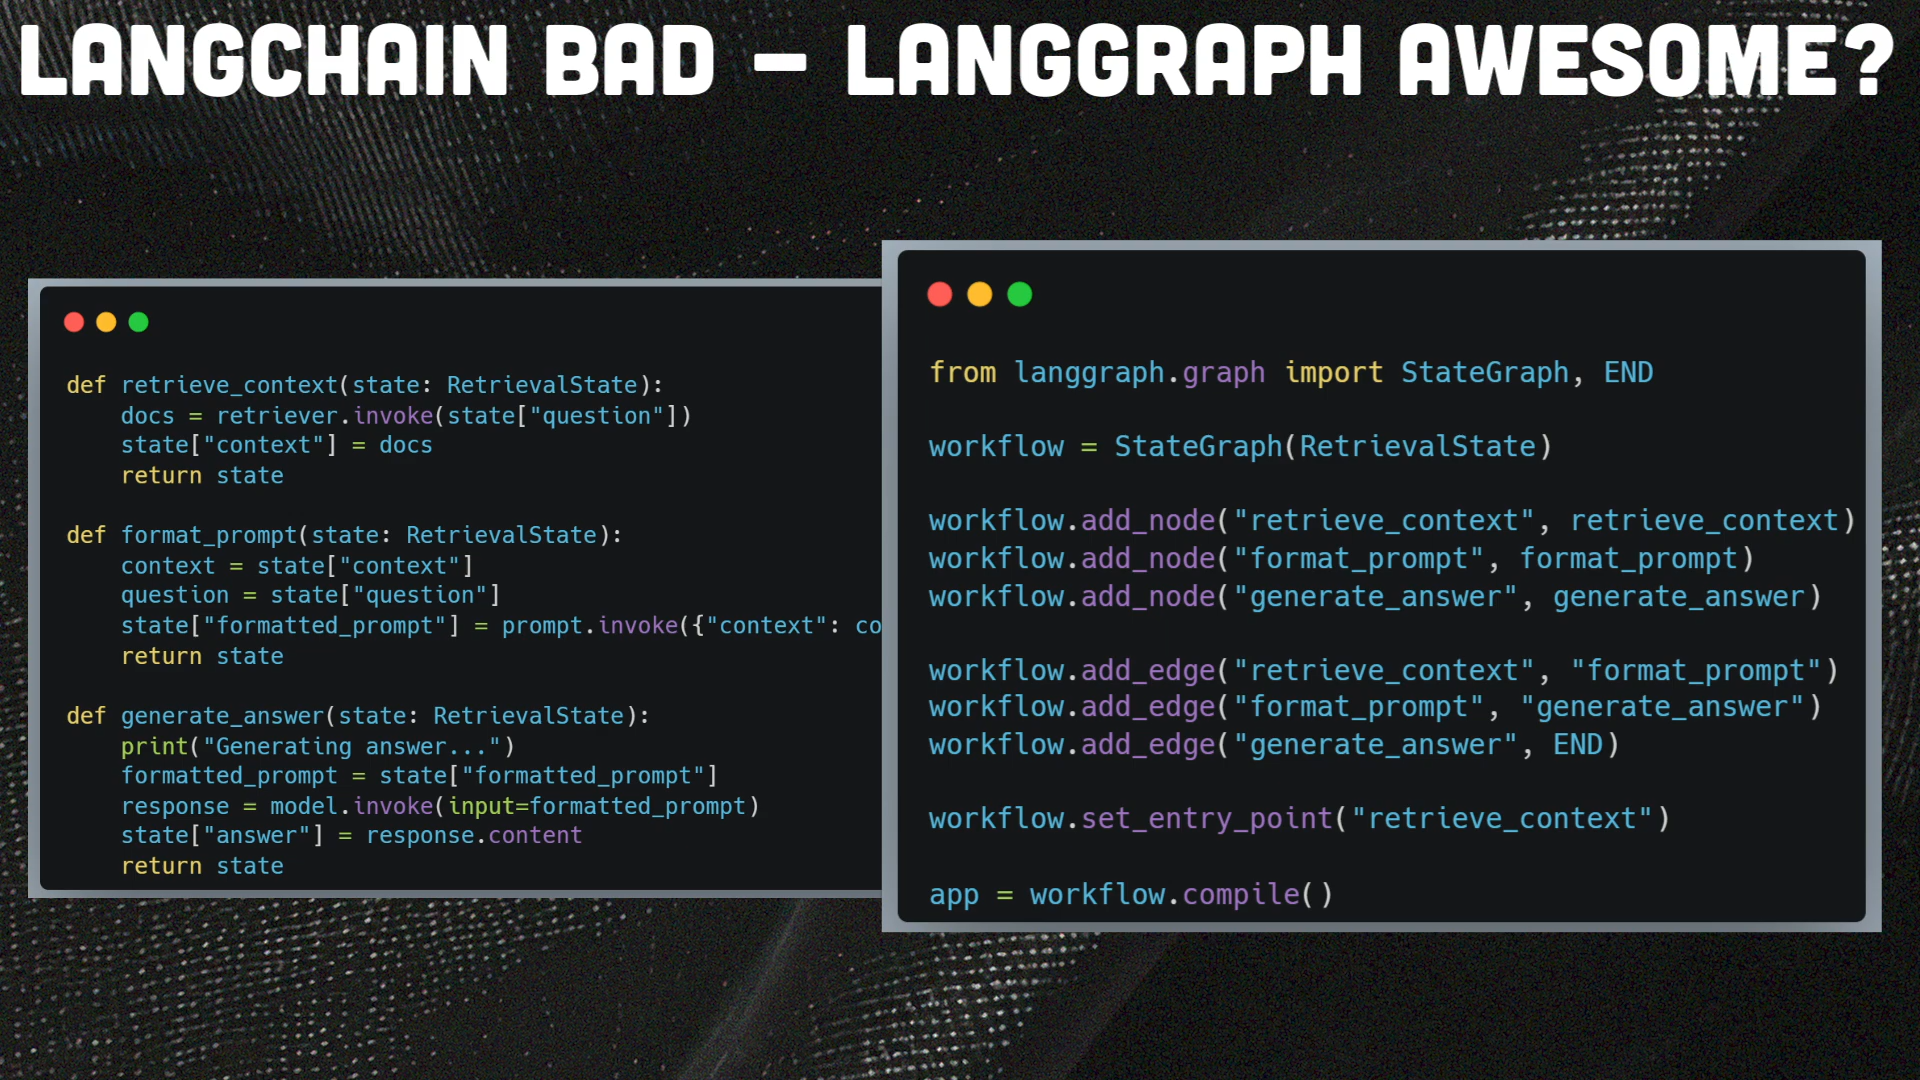 LANGCHAIN BAD – LANGGRAPH AWESOME?
def retrieve_context(state: RetrievalState):
    docs = retriever.invoke(state["question"])
    state["context"] = docs
    return state
def format_prompt(state: RetrievalState):
    context = state["context"]
    question = state["question"]
    state["formatted_prompt"] = prompt.invoke({"context": co
    return state
def generate_answer(state: RetrievalState):
    print("Generating answer...")
    formatted_prompt = state["formatted_prompt"]
    response = model.invoke(input=formatted_prompt)
    state["answer"] = response.content
    return state
from langgraph.graph import StateGraph, END
workflow = StateGraph(RetrievalState)
workflow.add_node("retrieve_context", retrieve_context)
workflow.add_node("format_prompt", format_prompt)
workflow.add_node("generate_answer", generate_answer)
workflow.add_edge("retrieve_context", "format_prompt")
workflow.add_edge("format_prompt", "generate_answer")
workflow.add_edge("generate_answer", END)
workflow.set_entry_point("retrieve_context")
app = workflow.compile()